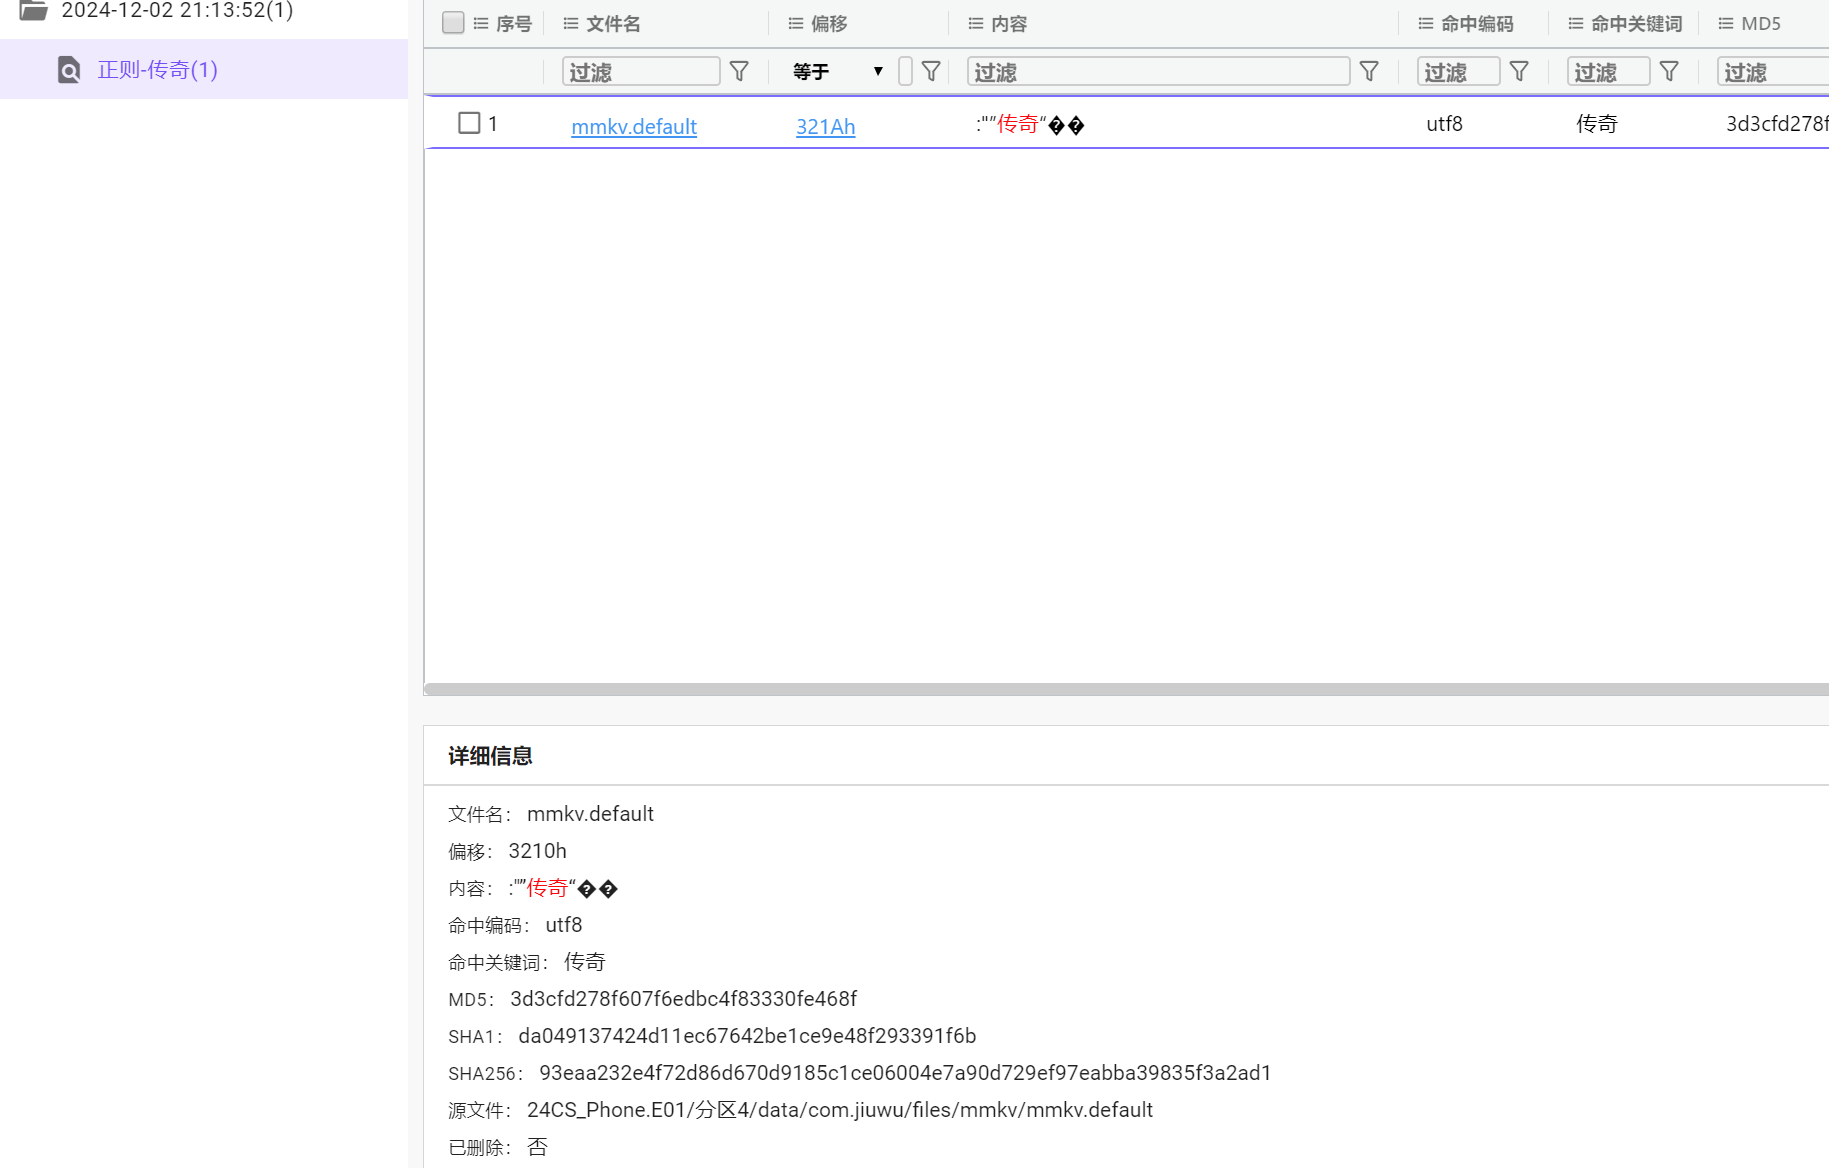 2024-12-02 21:13:52(1)
正则-传奇(1)
序号 文件名 偏移 内容 命中编码 命中关键词 MD5
过滤 等于 ▼ 过滤 过滤 过滤 过滤
1 mmkv.default 321Ah :"”传奇“�� utf8 传奇 3d3cfd278f
详细信息
文件名： mmkv.default
偏移： 3210h
内容： :"”传奇“��
命中编码： utf8
命中关键词： 传奇
MD5： 3d3cfd278f607f6edbc4f83330fe468f
SHA1： da049137424d11ec67642be1ce9e48f293391f6b
SHA256： 93eaa232e4f72d86d670d9185c1ce06004e7a90d729ef97eabba39835f3a2ad1
源文件： 24CS_Phone.E01/分区4/data/com.jiuwu/files/mmkv/mmkv.default
已删除： 否